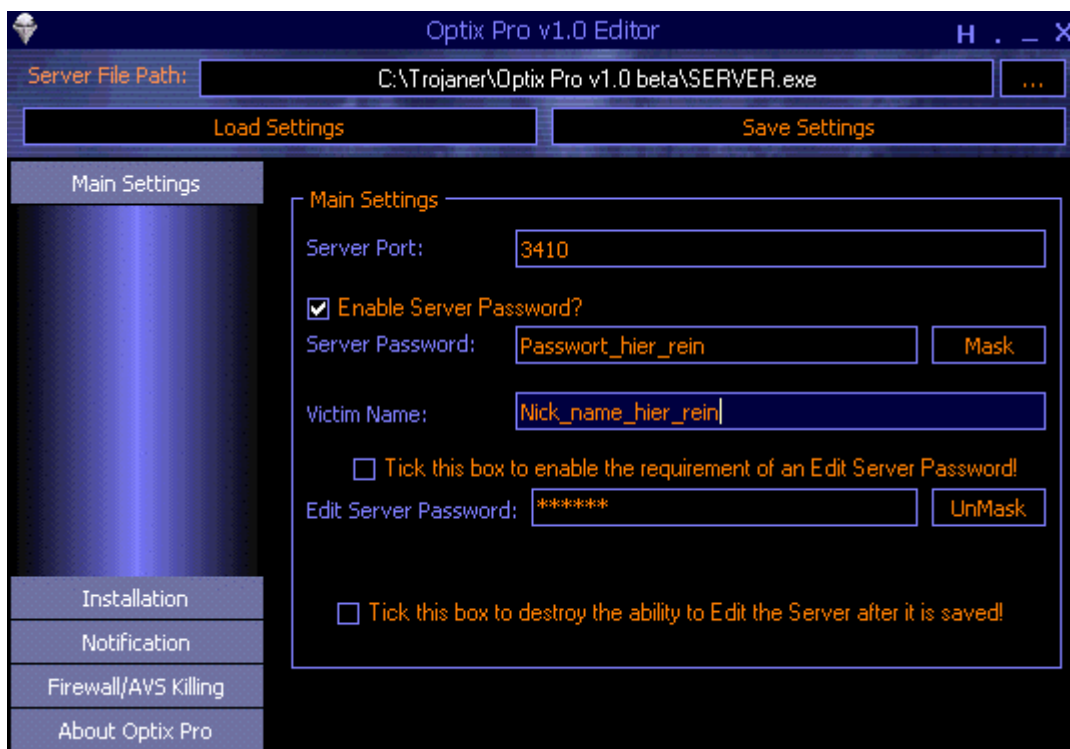 Optix Pro v1.0 Editor
H . _ X
Server File Path: C:\Trojaner\Optix Pro v1.0 beta\SERVER.exe ...
Load Settings Save Settings
Main Settings
Main Settings
Server Port: 3410
Enable Server Password?
Server Password: Passwort_hier_rein Mask
Victim Name: Nick_name_hier_rein
Tick this box to enable the requirement of an Edit Server Password!
Edit Server Password: ****** UnMask
Tick this box to destroy the ability to Edit the Server after it is saved!
Installation
Notification
Firewall/AVS Killing
About Optix Pro